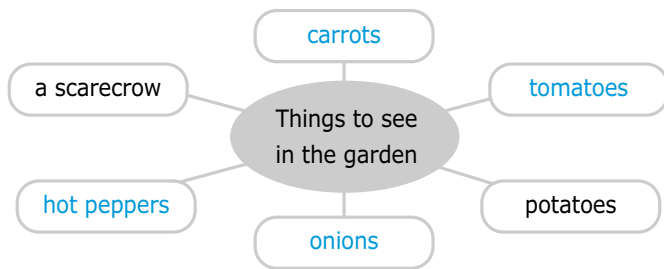 carrots
a scarecrow
tomatoes
Things to see
in the garden
hot peppers
potatoes
onions